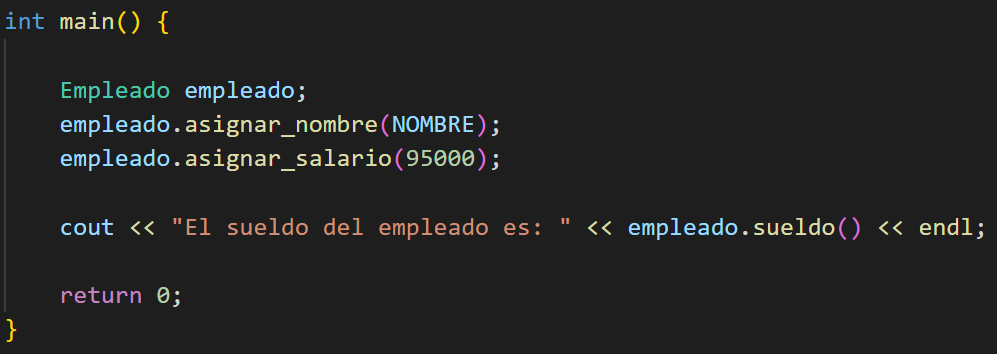 int main() {
    Empleado empleado;
    empleado.asignar_nombre(NOMBRE);
    empleado.asignar_salario(95000);
    cout << "El sueldo del empleado es: " << empleado.sueldo() << endl;
    return 0;
}